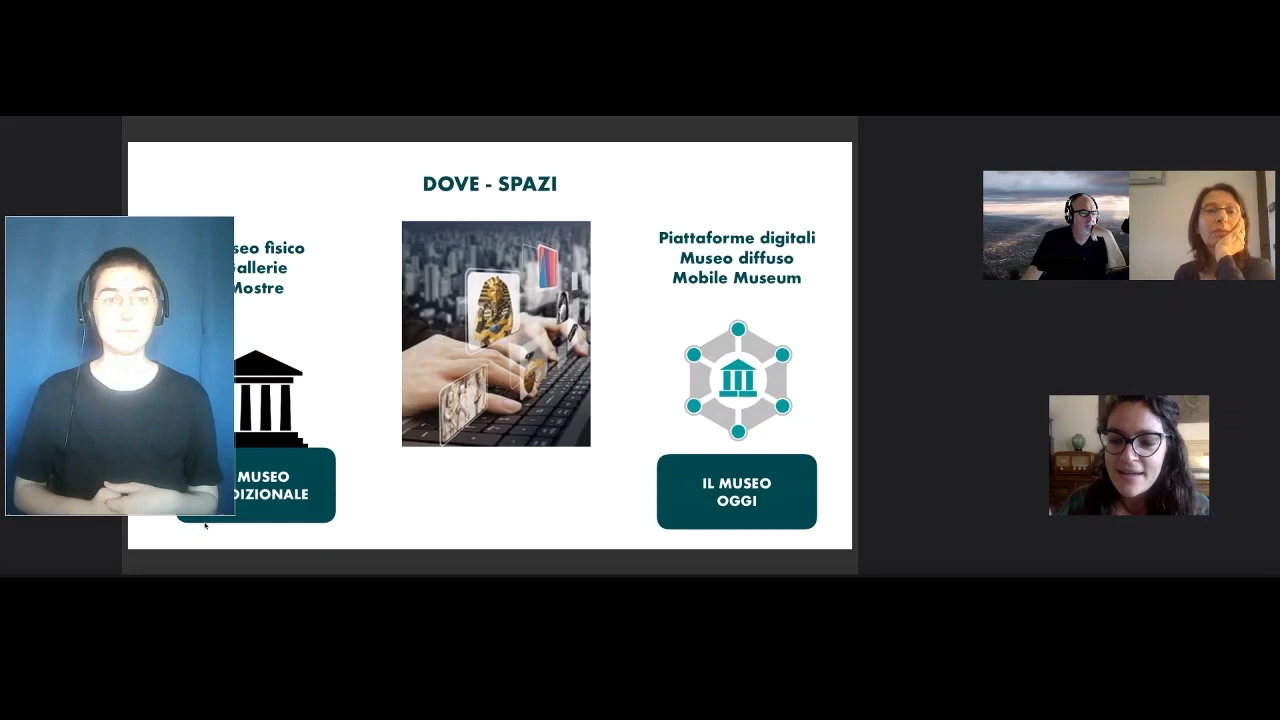 DOVE - SPAZI
seo fisico
allerie
Mostre
MUSEO
DIZIONALE
Piattaforme digitali
Museo diffuso
Mobile Museum
IL MUSEO
OGGI